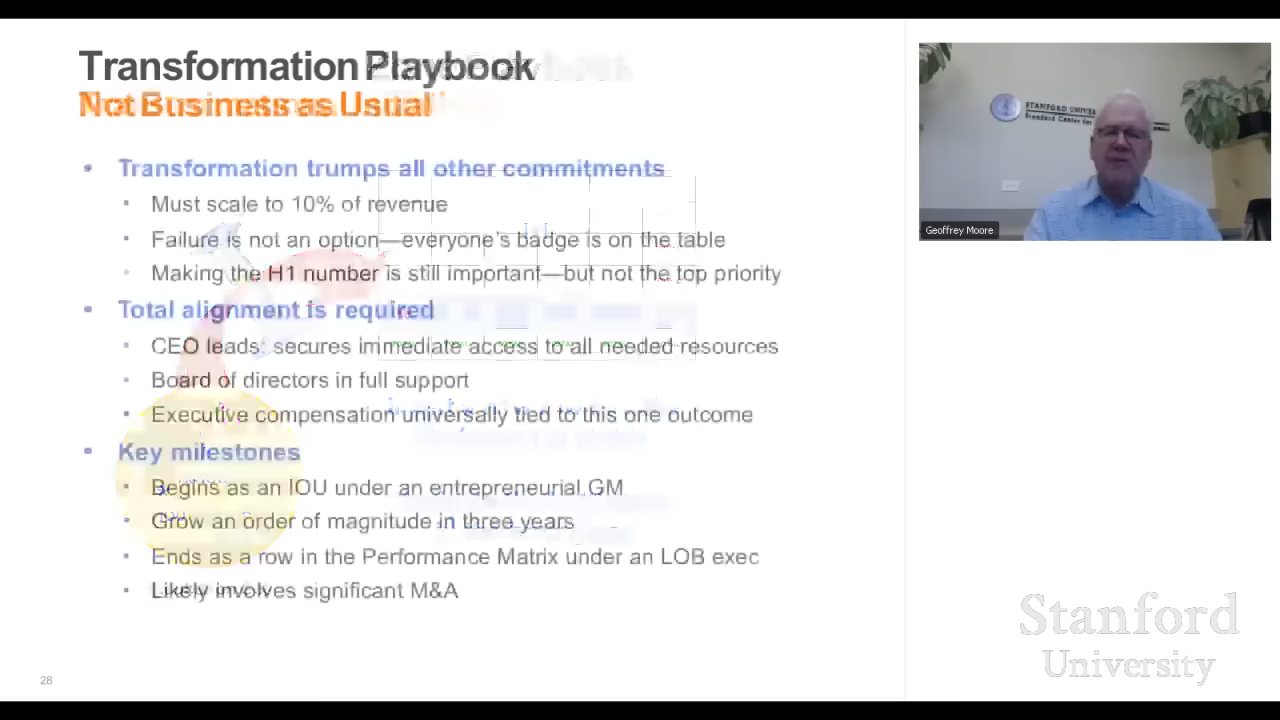 Transformation Playbook
Not Business as Usual
• Transformation trumps all other commitments
• Must scale to 10% of revenue
• Failure is not an option—everyone's badge is on the table
• Making the H1 number is still important—but not the top priority
• Total alignment is required
• CEO leads: secures immediate access to all needed resources
• Board of directors in full support
• Executive compensation universally tied to this one outcome
• Key milestones
• Begins as an IOU under an entrepreneurial GM
• Grow an order of magnitude in three years
• Ends as a row in the Performance Matrix under an LOB exec
• Likely involves significant M&A
28
STANFORD
Stanford Center for
Geoffrey Moore
Stanford
University